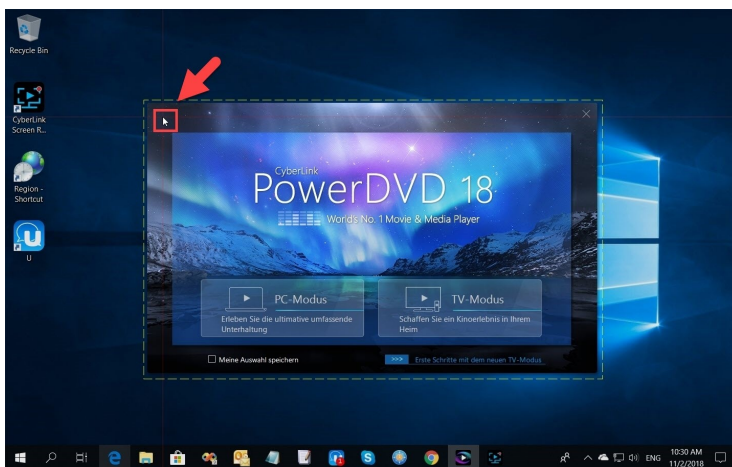 Recycle Bin
CyberLink
Screen R...
Region -
Shortcut
U
CyberLink
PowerDVD 18
World's No. 1 Movie & Media Player
PC-Modus
Erleben Sie die ultimative umfassende
Unterhaltung
TV-Modus
Schaffen Sie ein Kinoerlebnis in Ihrem
Heim
Meine Auswahl speichern
>>> Erste Schritte mit dem neuen TV-Modus
ENG
10:30 AM
11/2/2018